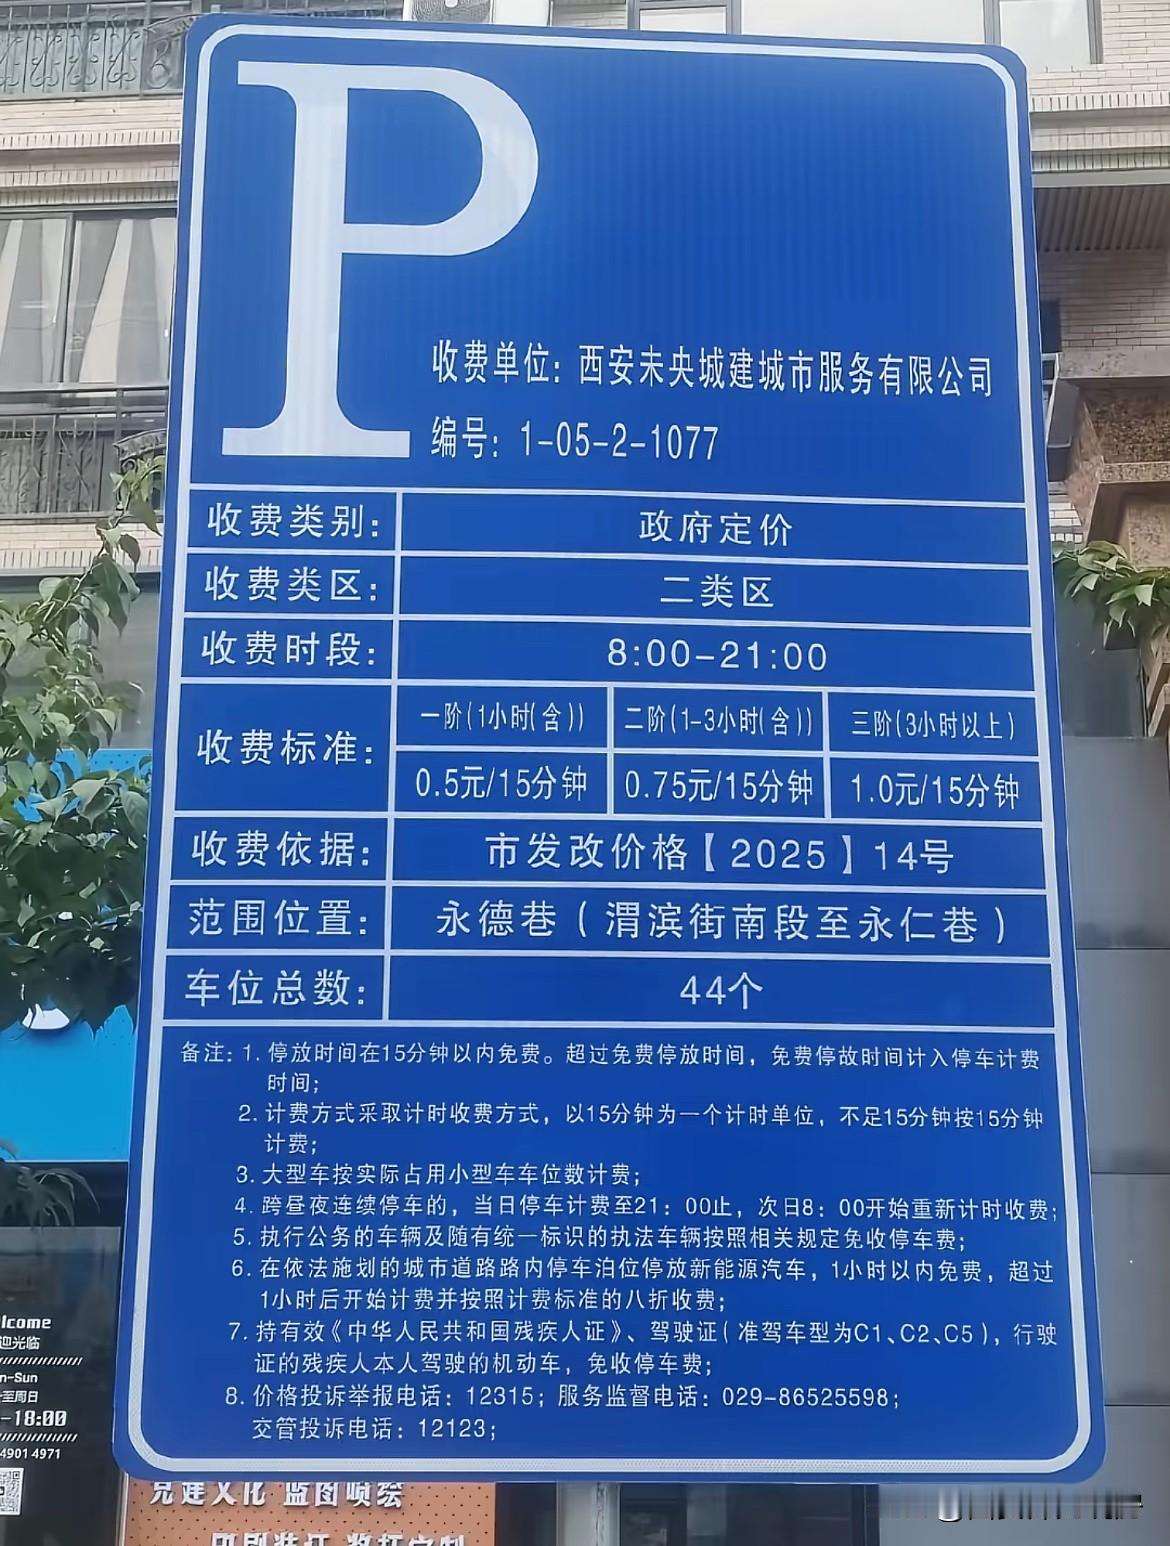 P
收费单位：西安未央城建城市服务有限公司
编号：1-05-2-1077
收费类别： 政府定价
收费类区： 二类区
收费时段： 8:00-21:00
收费标准： 一阶(1小时(含)) 二阶(1-3小时(含)) 三阶(3小时以上)
0.5元/15分钟 0.75元/15分钟 1.0元/15分钟
收费依据： 市发改价格【2025】14号
范围位置： 永德巷（渭滨街南段至永仁巷）
车位总数： 44个
备注：1. 停放时间在15分钟以内免费。超过免费停放时间，免费停故时间计入停车计费
时间；
2. 计费方式采取计时收费方式，以15分钟为一个计时单位，不足15分钟按15分钟
计费；
3. 大型车按实际占用小型车车位数计费；
4. 跨昼夜连续停车的，当日停车计费至21：00止，次日8：00开始重新计时收费；
5. 执行公务的车辆及随有统一标识的执法车辆按照相关规定免收停车费；
6. 在依法施划的城市道路路内停车泊位停放新能源汽车，1小时以内免费，超过
1小时后开始计费并按照计费标准的八折收费；
7. 持有效《中华人民共和国残疾人证》、驾驶证（准驾车型为C1、C2、C5），行驶
证的残疾人本人驾驶的机动车，免收停车费；
8. 价格投诉举报电话：12315；服务监督电话：029-86525598；
交管投诉电话：12123；
lcome
迎光临
n-Sun
至周日
-18:00
4901 4971
党建文化 蓝图喷绘